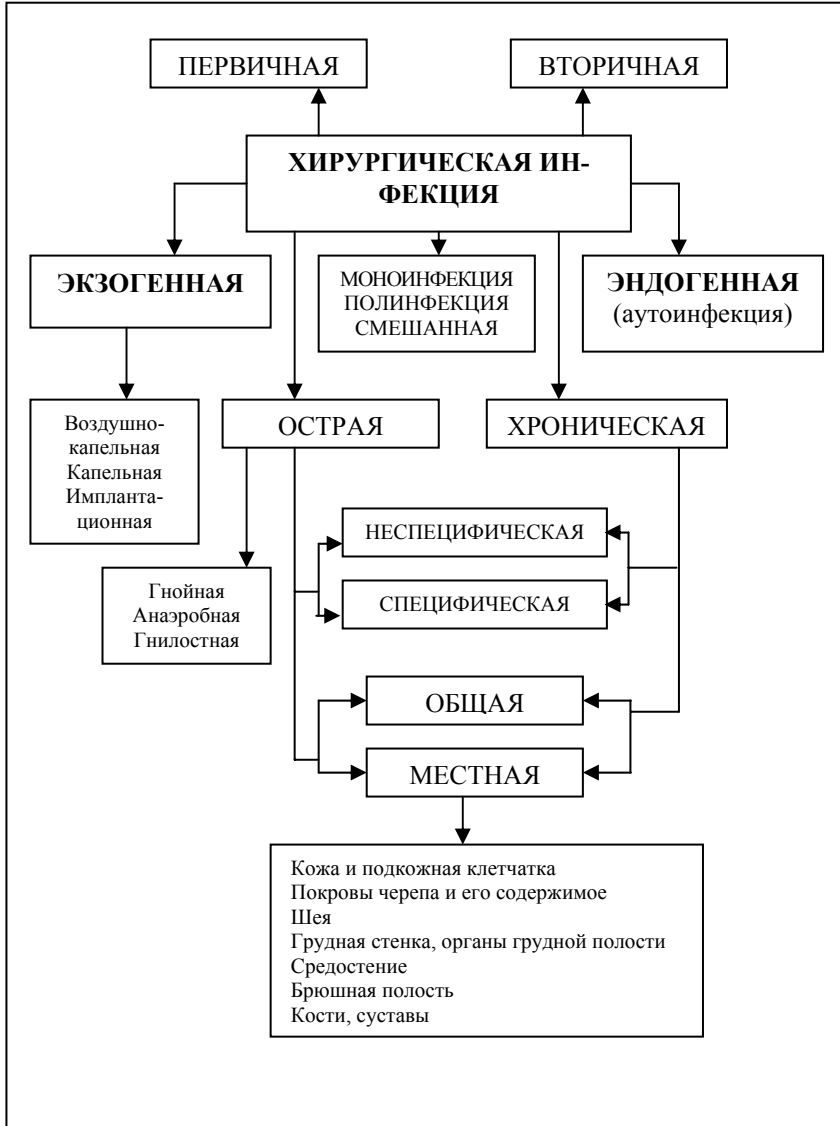 ПЕРВИЧНАЯ
ВТОРИЧНАЯ
ХИРУРГИЧЕСКАЯ ИН-
ФЕКЦИЯ
ЭКЗОГЕННАЯ
МОНОИНФЕКЦИЯ
ПОЛИНФЕКЦИЯ
СМЕШАННАЯ
ЭНДОГЕННАЯ
(аутоинфекция)
Воздушно-
капельная
Капельная
Импланта-
ционная
ОСТРАЯ
ХРОНИЧЕСКАЯ
НЕСПЕЦИФИЧЕСКАЯ
Гнойная
Анаэробная
Гнилостная
СПЕЦИФИЧЕСКАЯ
ОБЩАЯ
МЕСТНАЯ
Кожа и подкожная клетчатка
Покровы черепа и его содержимое
Шея
Грудная стенка, органы грудной полости
Средостение
Брюшная полость
Кости, суставы